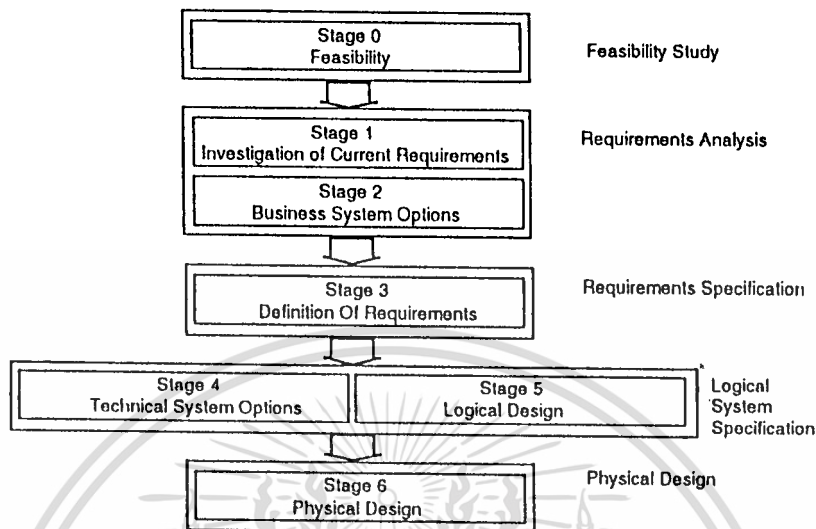 Stage 0
Feasibility
Feasibility Study
Stage 1
Investigation of Current Requirements
Requirements Analysis
Stage 2
Business System Options
Stage 3
Definition Of Requirements
Requirements Specification
Stage 4
Technical System Options
Stage 5
Logical Design
Logical
System
Specification
Stage 6
Physical Design
Physical Design